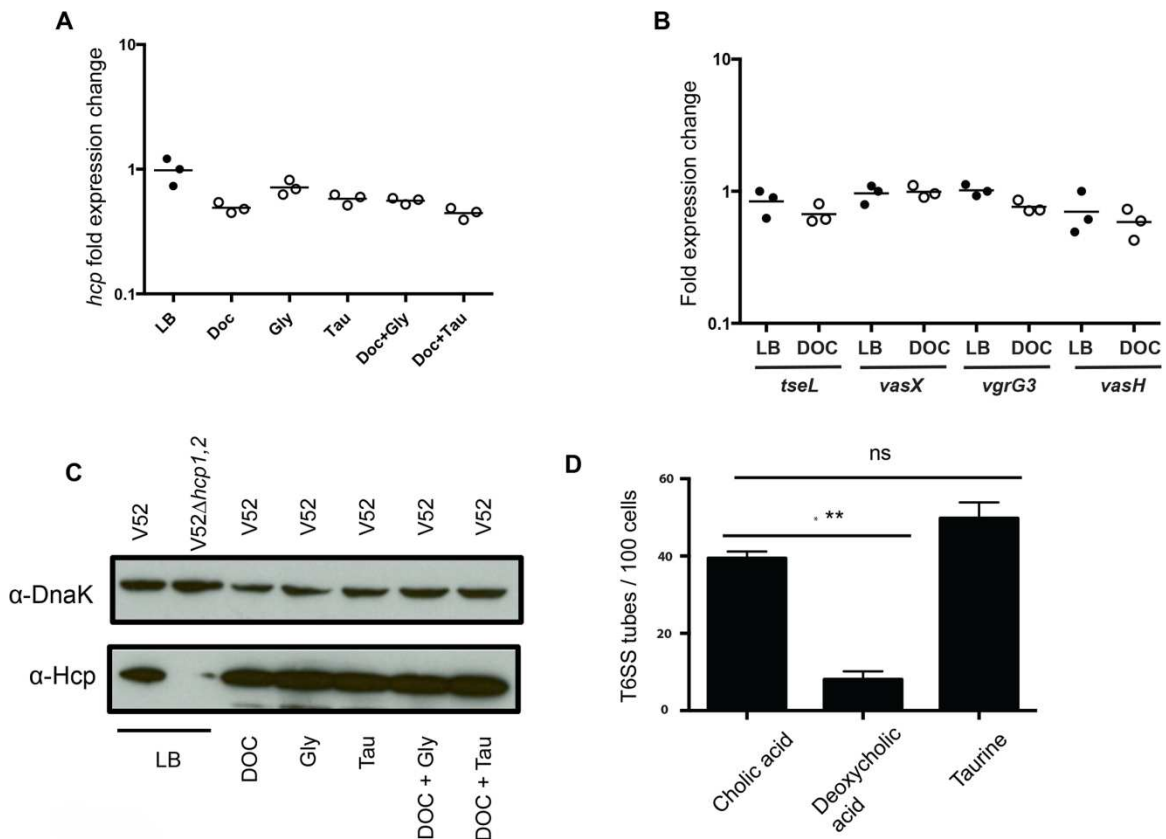 A
hcp fold expression change
10
1
0.1
LB
Doc
Gly
Tau
Doc+Gly
Doc+Tau
B
Fold expression change
10
1
0.1
LB DOC LB DOC LB DOC LB DOC
tseL vasX vgrG3 vasH
C
V52
V52Δhcp1,2
V52
V52
V52
V52
V52
α-DnaK
α-Hcp
LB
DOC
Gly
Tau
DOC + Gly
DOC + Tau
D
T6SS tubes / 100 cells
60
40
20
0
ns
**
Cholic acid
Deoxycholic
acid
Taurine